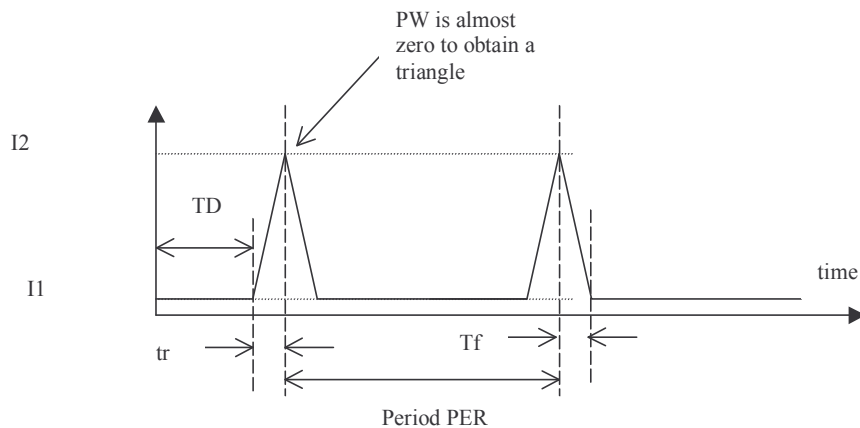 PW is almost
zero to obtain a
triangle
I2
TD
I1
time
tr
Tf
Period PER